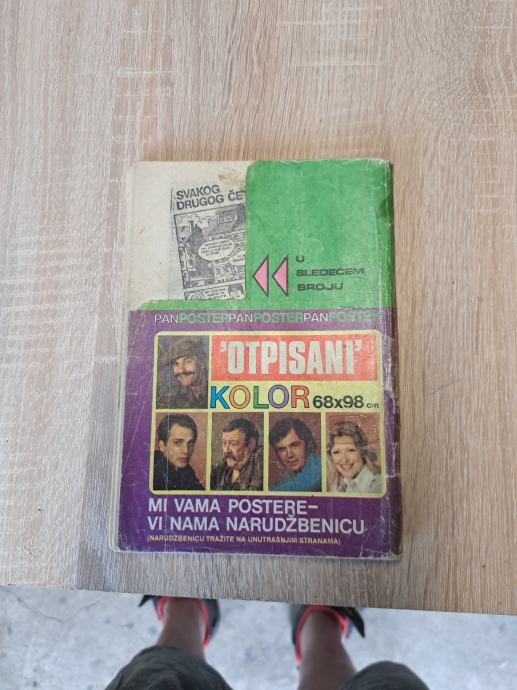 SVAKOG
DRUGOG ČE
U
SLEDEĆEM
BROJU
PANPOSTERPANPOSTERPANPOSTER
'OTPISANI'
KOLOR 68x98 cm
MI VAMA POSTERE–
VI NAMA NARUDŽBENICU
(NARUDŽBENICU TRAŽITE NA UNUTRAŠNJIM STRANAMA)